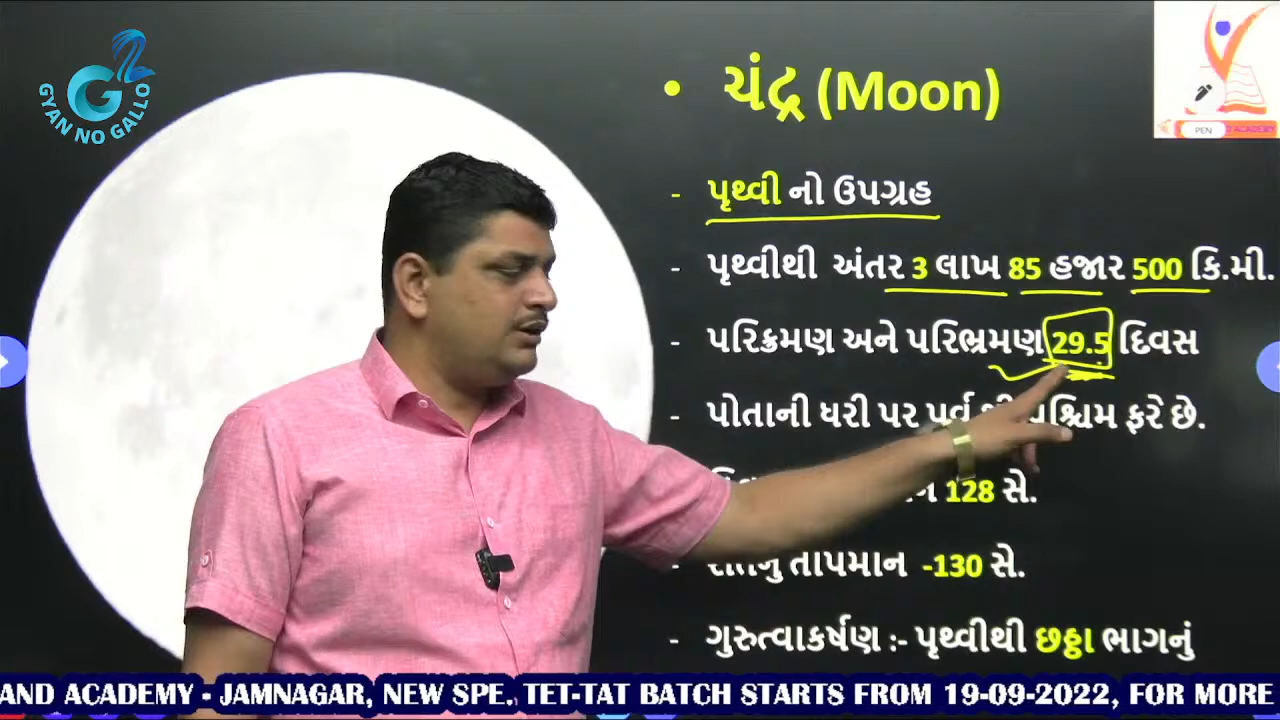 GYAN NO GALLO
• ચંદ્ર (Moon)
PEN
ACADEMY
- પૃથ્વી નો ઉપગ્રહ
- પૃથ્વીથી અંતર 3 લાખ 85 હજાર 500 કિ.મી.
- પરિક્રમણ અને પરિભ્રમણ 29.5 દિવસ
- પોતાની ધરી પર ફરે છે.
128 સે.
- તાપમાન -130 સે.
- ગુરુત્વાકર્ષણ :- પૃથ્વીથી છઠ્ઠા ભાગનું
AND ACADEMY - JAMNAGAR, NEW SPE, TET-TAT BATCH STARTS FROM 19-09-2022, FOR MORE